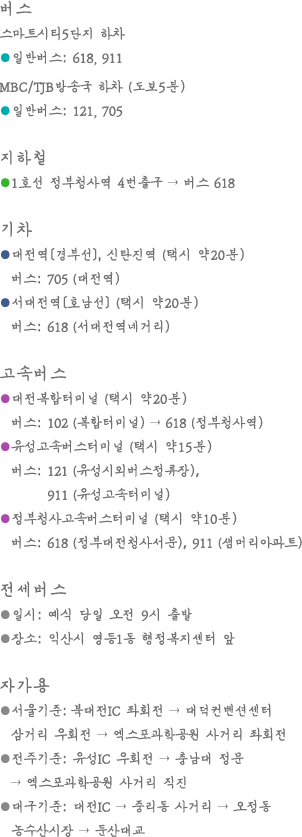 버스
스마트시티5단지 하차
●일반버스: 618, 911
MBC/TJB방송국 하차 (도보5분)
●일반버스: 121, 705
지하철
●1호선 정부청사역 4번출구 → 버스 618
기차
●대전역[경부선], 신탄진역 (택시 약20분)
버스: 705 (대전역)
●서대전역[호남선] (택시 약20분)
버스: 618 (서대전역네거리)
고속버스
●대전복합터미널 (택시 약20분)
버스: 102 (복합터미널) → 618 (정부청사역)
●유성고속버스터미널 (택시 약15분)
버스: 121 (유성시외버스정류장),
911 (유성고속터미널)
●정부청사고속버스터미널 (택시 약10분)
버스: 618 (정부대전청사서문), 911 (샘머리아파트)
전세버스
●일시: 예식 당일 오전 9시 출발
●장소: 익산시 영등1동 행정복지센터 앞
자가용
●서울기준: 북대전IC 좌회전 → 대덕컨벤션센터
삼거리 우회전 → 엑스포과학공원 사거리 좌회전
●전주기준: 유성IC 우회전 → 충남대 정문
→ 엑스포과학공원 사거리 직진
●대구기준: 대전IC → 중리동 사거리 → 오정동
농수산시장 → 둔산대교